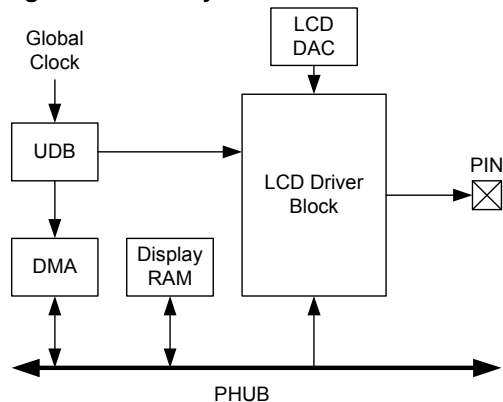 Global
Clock
LCD
DAC
UDB
LCD Driver
Block
PIN
DMA
Display
RAM
PHUB